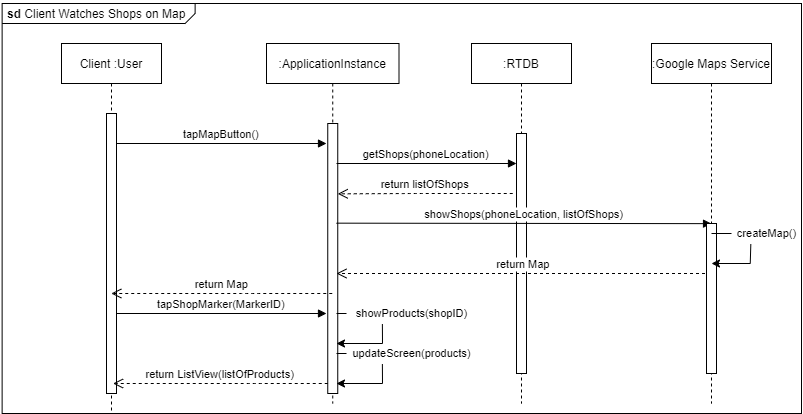 sd Client Watches Shops on Map
Client :User
:ApplicationInstance
:RTDB
:Google Maps Service
tapMapButton()
getShops(phoneLocation)
return listOfShops
showShops(phoneLocation, listOfShops)
createMap()
return Map
return Map
tapShopMarker(MarkerID)
showProducts(shopID)
updateScreen(products)
return ListView(listOfProducts)